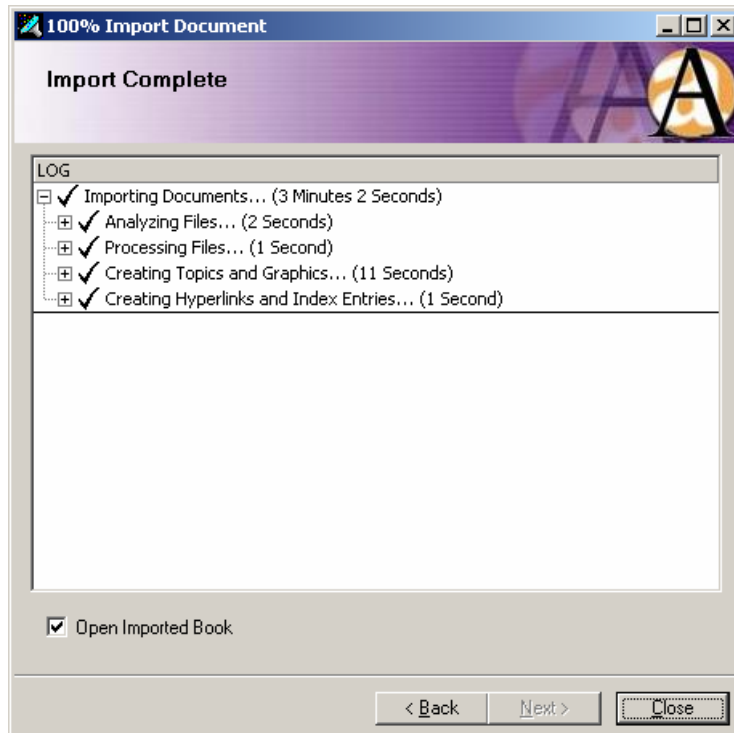 100% Import Document
Import Complete
LOG
Importing Documents... (3 Minutes 2 Seconds)
Analyzing Files... (2 Seconds)
Processing Files... (1 Second)
Creating Topics and Graphics... (11 Seconds)
Creating Hyperlinks and Index Entries... (1 Second)
Open Imported Book
< Back Next > Close